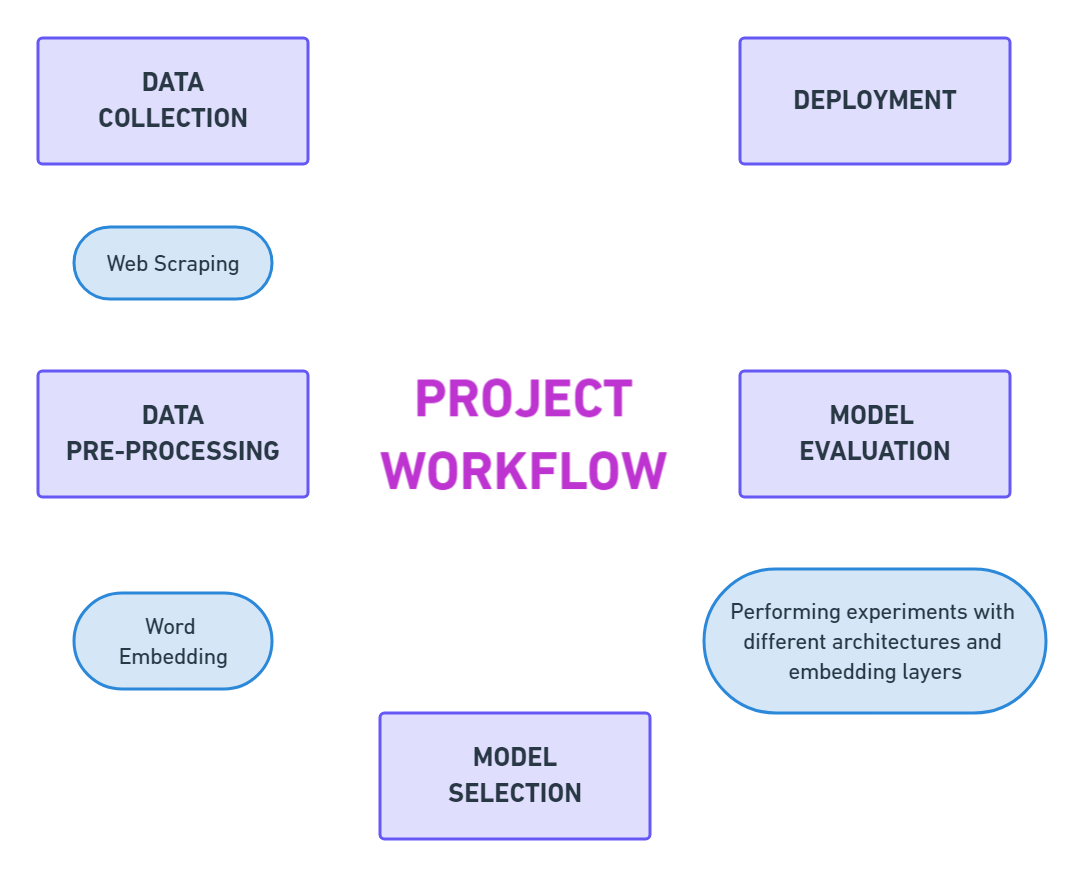 DATA
COLLECTION
DEPLOYMENT
Web Scraping
DATA
PRE-PROCESSING
PROJECT
WORKFLOW
MODEL
EVALUATION
Word
Embedding
Performing experiments with
different architectures and
embedding layers
MODEL
SELECTION